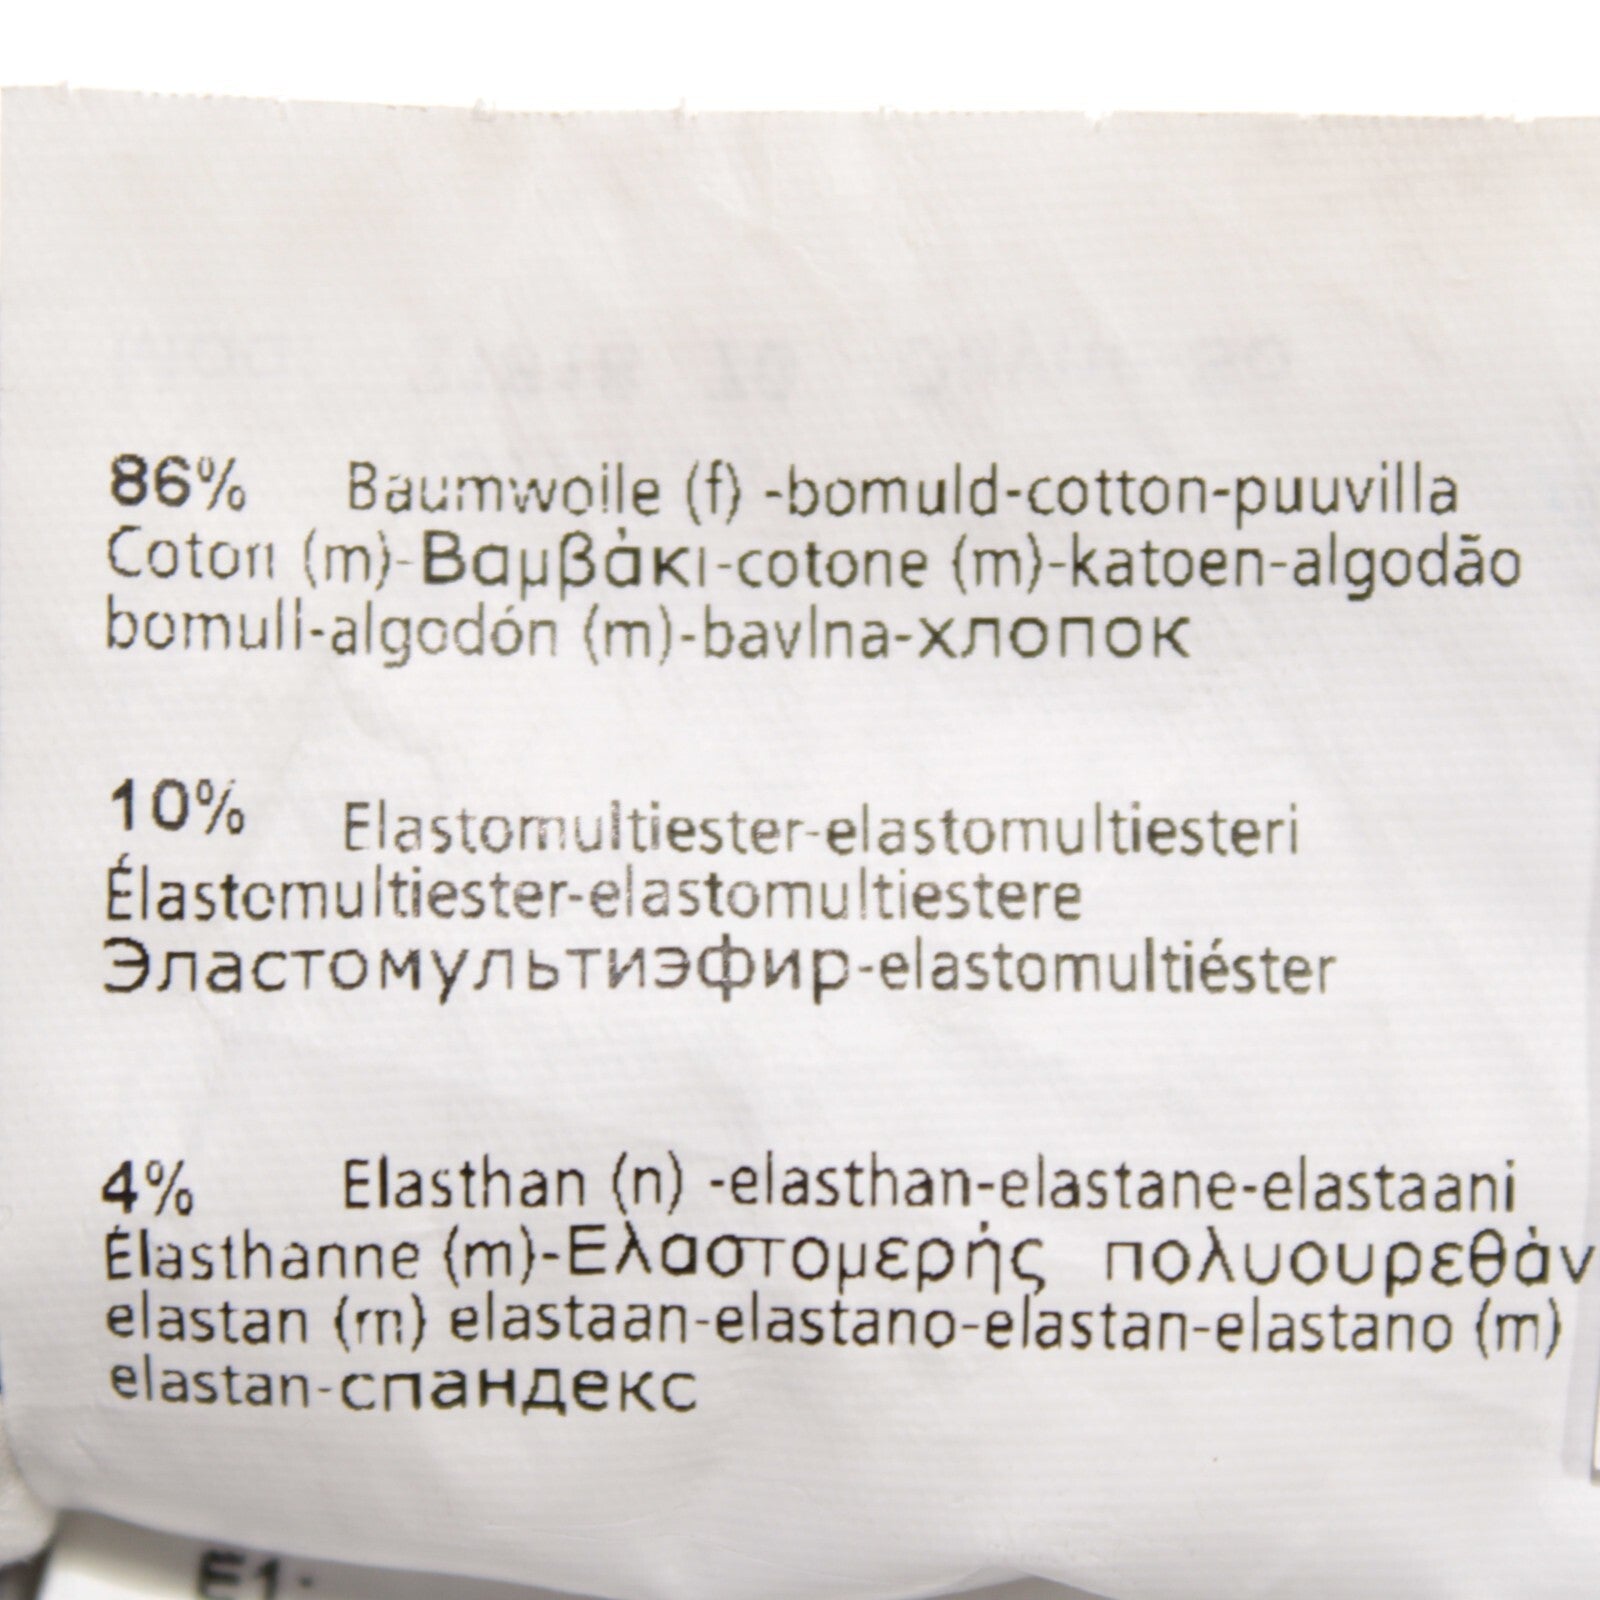 86% Baumwolle (f) -bomuld-cotton-puuvilla
Coton (m)-Βαμβάκι-cotone (m)-katoen-algodão
bomull-algodón (m)-bavlna-хлопок
10% Elastomultiester-elastomultiesteri
Élastomultiester-elastomultiestere
Эластомультиэфир-elastomultiéster
4% Elasthan (n) -elasthan-elastane-elastaani
Élasthanne (m)-Ελαστομερής πολυουρεθάν
elastan (m) elastaan-elastano-elastan-elastano (m)
elastan-спандекс